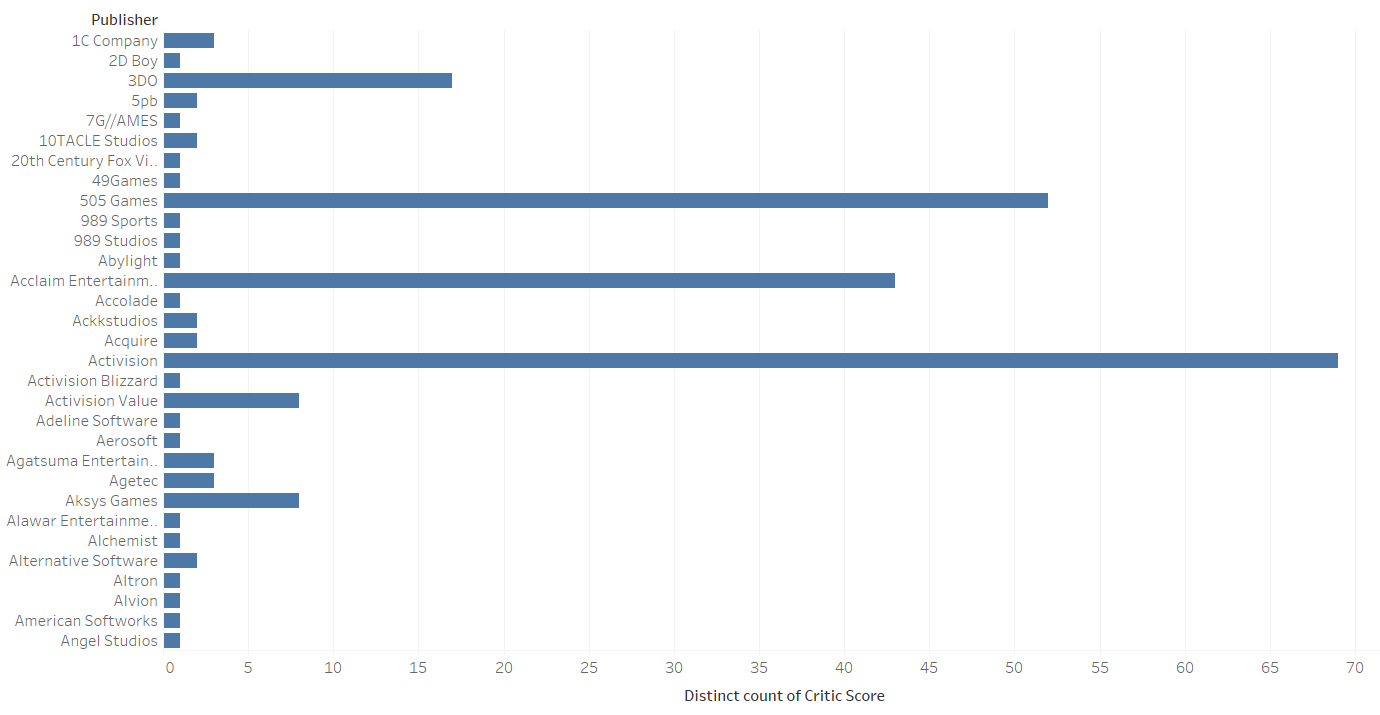 Publisher
1C Company
2D Boy
3DO
5pb
7G//AMES
10TACLE Studios
20th Century Fox Vi..
49Games
505 Games
989 Sports
989 Studios
Abylight
Acclaim Entertainm..
Accolade
Ackkstudios
Acquire
Activision
Activision Blizzard
Activision Value
Adeline Software
Aerosoft
Agatsuma Entertain..
Agetec
Aksys Games
Alawar Entertainme..
Alchemist
Alternative Software
Altron
Alvion
American Softworks
Angel Studios
0 5 10 15 20 25 30 35 40 45 50 55 60 65 70
Distinct count of Critic Score